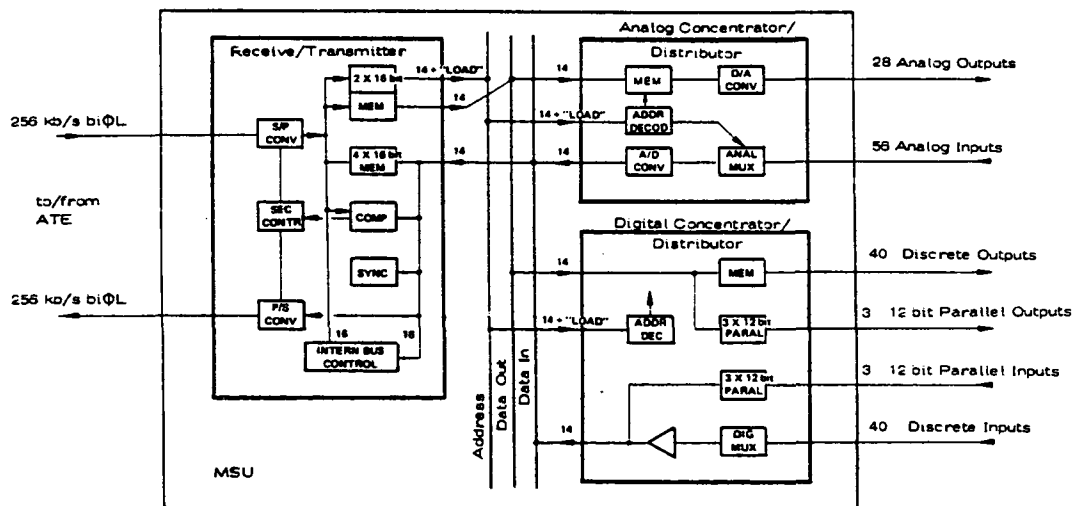 Analog Concentrator/
Distributor
Receive/Transmitter
14 + "LOAD"
2 X 16 bit
MEM
14
14
MEM
D/A
CONV
28 Analog Outputs
256 kb/s biΦL
S/P
CONV
14 + "LOAD"
ADDR
DECOD
4 X 16 bit
MEM
14
14
A/D
CONV
ANAL
MUX
56 Analog Inputs
to/from
ATE
SEC
CONTR
COMP
SYNC
Digital Concentrator/
Distributor
14
MEM
40 Discrete Outputs
256 kb/s biΦL
P/S
CONV
16
16
INTERN BUS
CONTROL
14 + "LOAD"
ADDR
DEC
3 X 12 bit
PARAL
3 12 bit Parallel Outputs
3 X 12 bit
PARAL
3 12 bit Parallel Inputs
Address
Data Out
Data In
14
DIG
MUX
40 Discrete Inputs
MSU